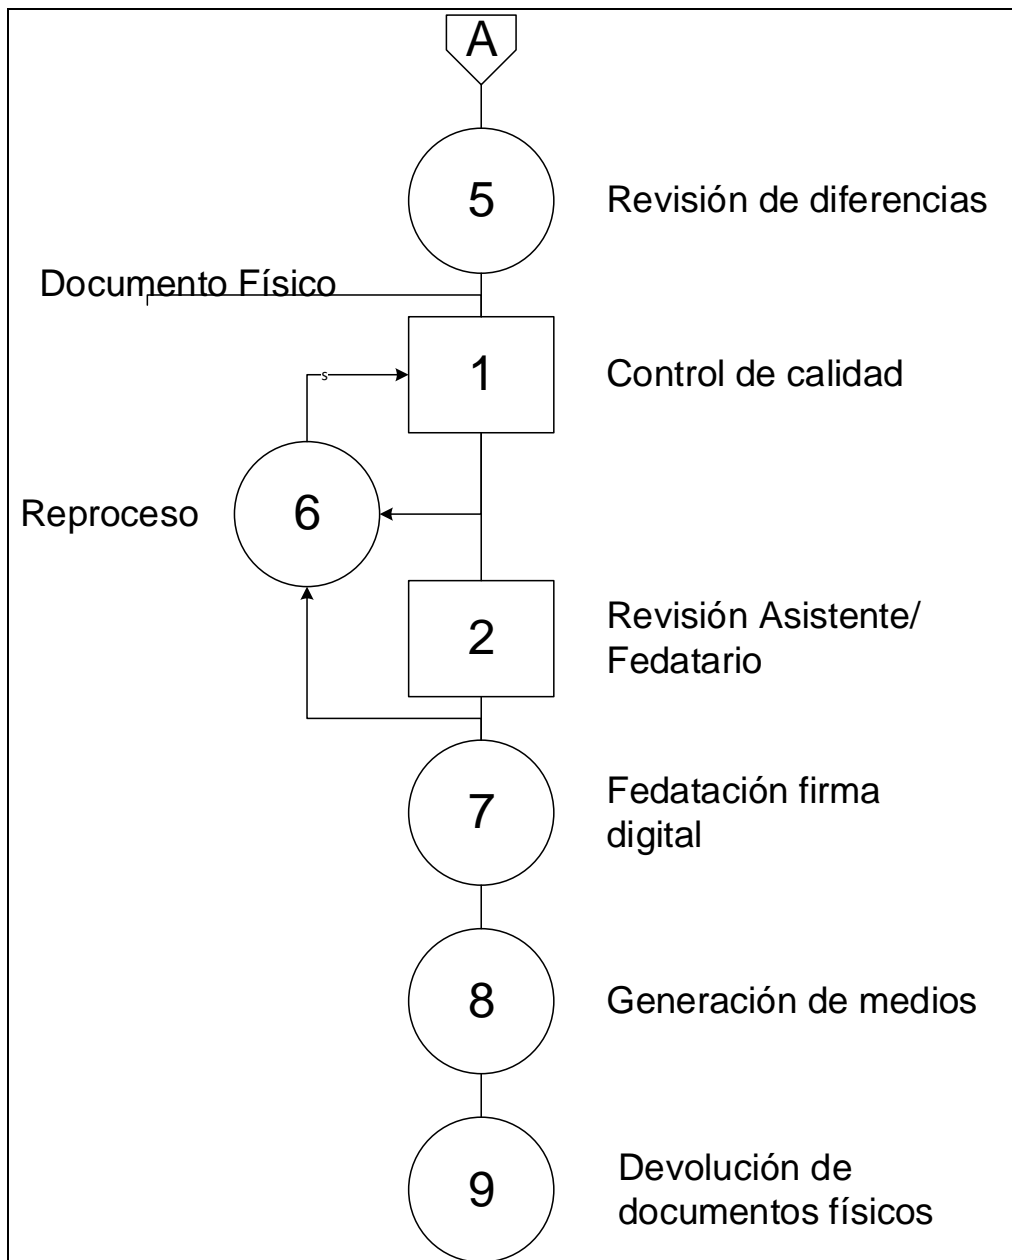 A
5
Revisión de diferencias
Documento Físico
1
Control de calidad
s
6
Reproceso
2
Revisión Asistente/
Fedatario
7
Fedatación firma
digital
8
Generación de medios
9
Devolución de
documentos físicos